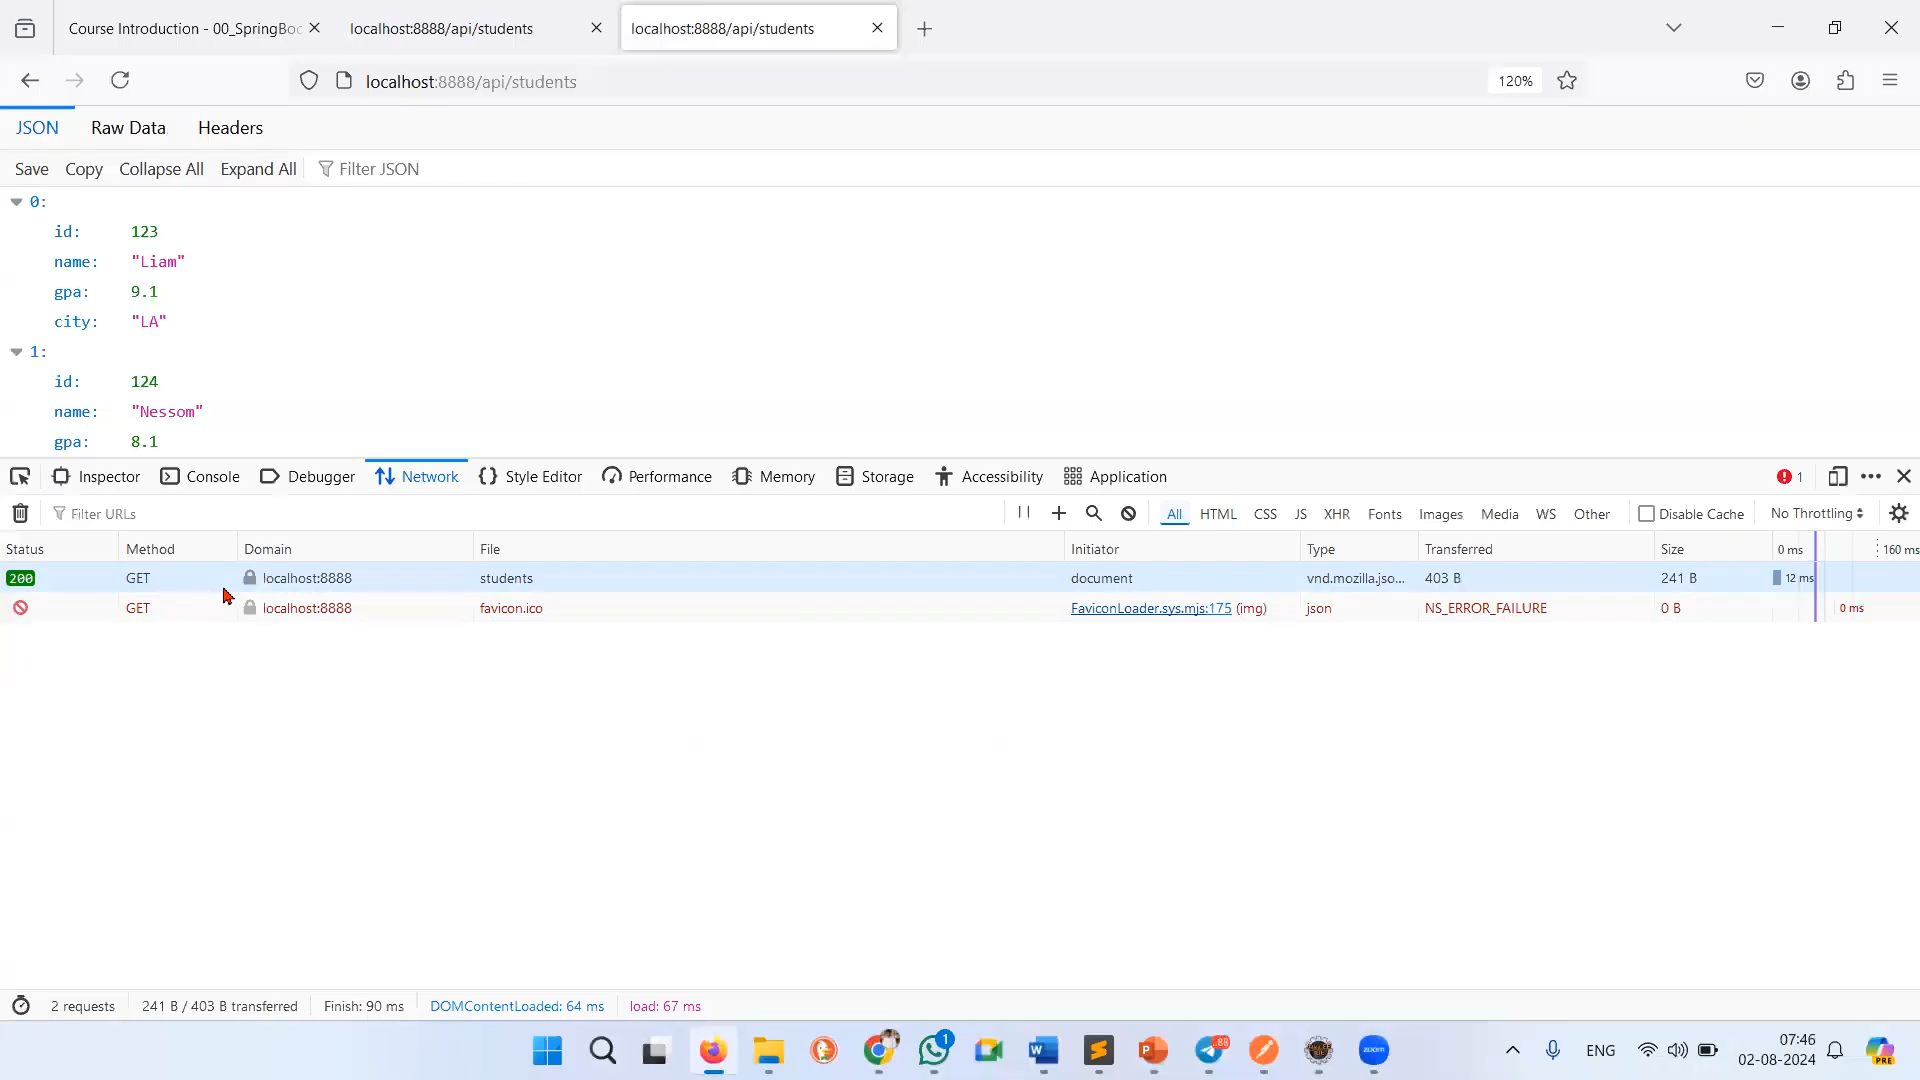 Course Introduction - 00_SpringBoo
localhost:8888/api/students
localhost:8888/api/students
localhost:8888/api/students
120%
JSON
Raw Data
Headers
Save
Copy
Collapse All
Expand All
Filter JSON
0:
id: 123
name: "Liam"
gpa: 9.1
city: "LA"
1:
id: 124
name: "Nessom"
gpa: 8.1
Inspector
Console
Debugger
Network
Style Editor
Performance
Memory
Storage
Accessibility
Application
1
Filter URLs
All
HTML
CSS
JS
XHR
Fonts
Images
Media
WS
Other
Disable Cache
No Throttling
Status Method Domain File Initiator Type Transferred Size 0 ms 160 ms
200 GET localhost:8888 students document vnd.mozilla.jso... 403 B 241 B 12 ms
GET localhost:8888 favicon.ico FaviconLoader.sys.mjs:175 (img) json NS_ERROR_FAILURE 0 B 0 ms
2 requests
241 B / 403 B transferred
Finish: 90 ms
DOMContentLoaded: 64 ms
load: 67 ms
1
88
zoom
ENG
07:46
02-08-2024
PRE